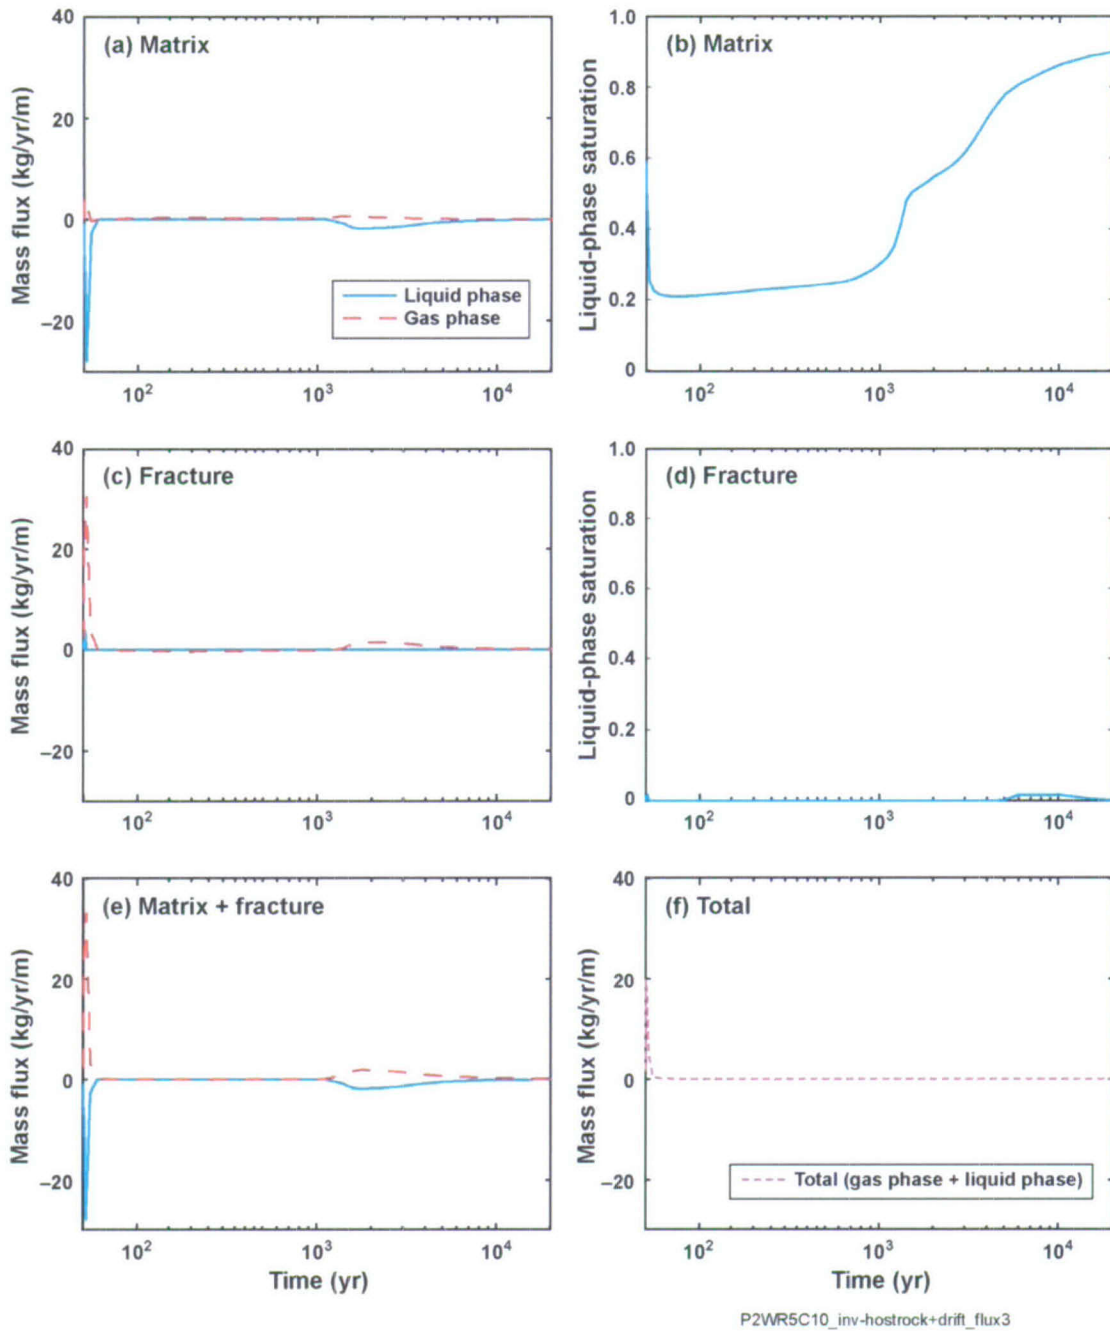 (a) Matrix
Mass flux (kg/yr/m)
40
20
0
–20
Liquid phase
Gas phase
10²
10³
10⁴
(b) Matrix
Liquid-phase saturation
1.0
0.8
0.6
0.4
0.2
0
10²
10³
10⁴
(c) Fracture
Mass flux (kg/yr/m)
40
20
0
–20
10²
10³
10⁴
(d) Fracture
Liquid-phase saturation
1.0
0.8
0.6
0.4
0.2
0
10²
10³
10⁴
(e) Matrix + fracture
Mass flux (kg/yr/m)
40
20
0
–20
10²
10³
10⁴
Time (yr)
(f) Total
Mass flux (kg/yr/m)
40
20
0
–20
Total (gas phase + liquid phase)
10²
10³
10⁴
Time (yr)
P2WR5C10_inv-hostrock+drift_flux3